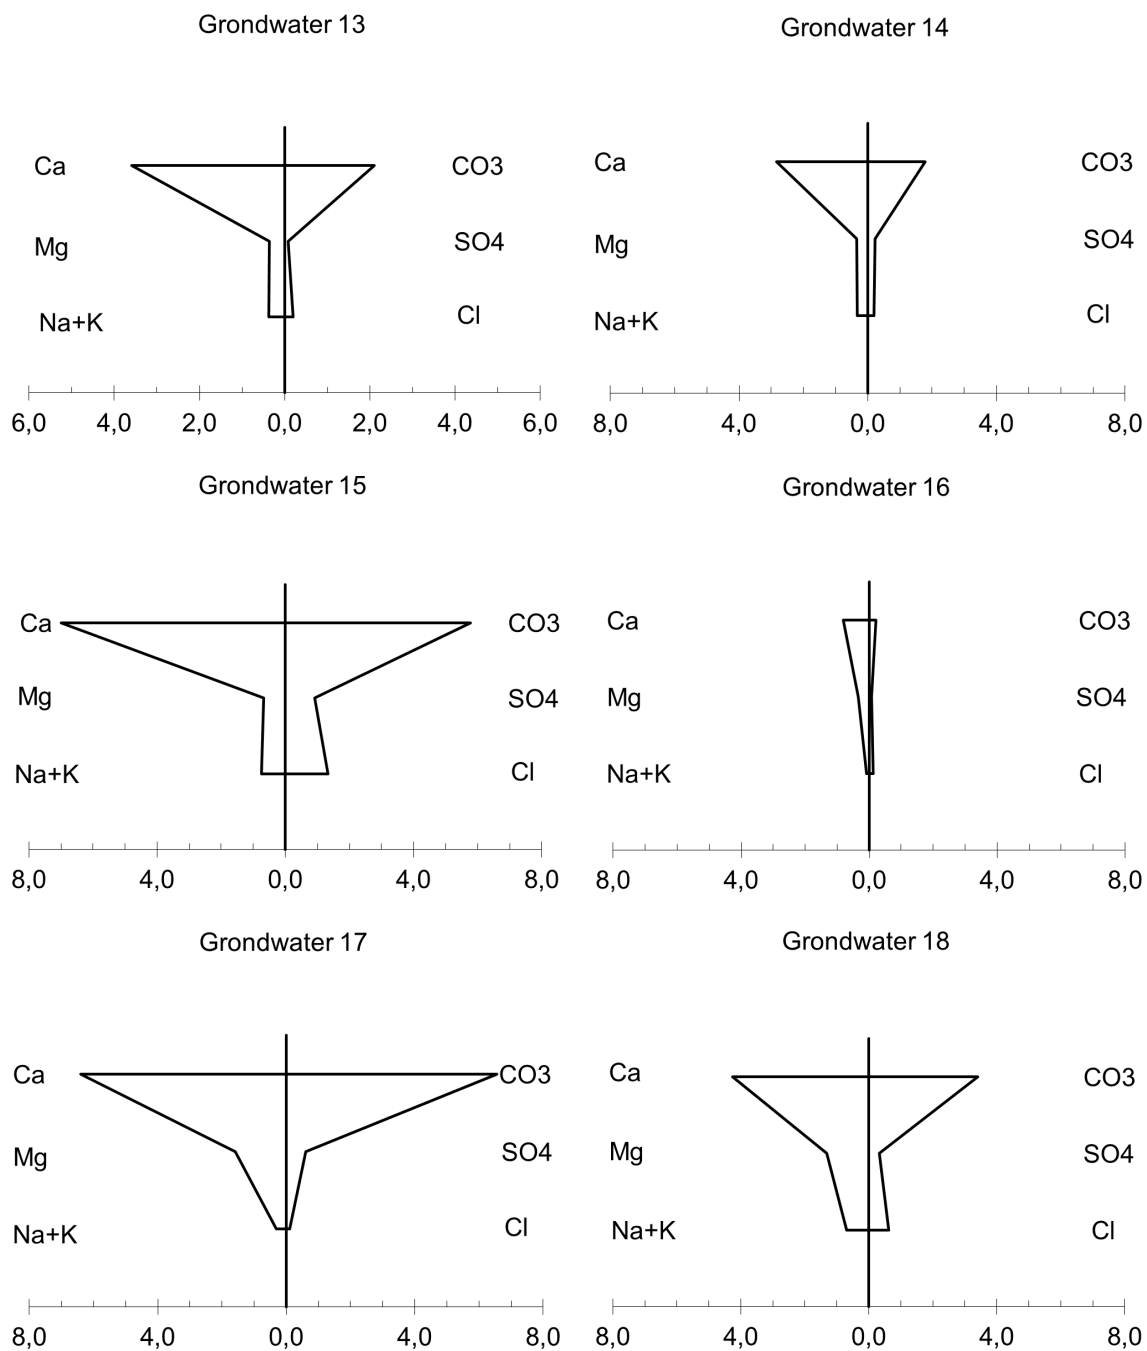 Grondwater 13
Ca
CO3
Mg
SO4
Na+K
Cl
6,0 4,0 2,0 0,0 2,0 4,0 6,0
Grondwater 14
Ca
CO3
Mg
SO4
Na+K
Cl
8,0 4,0 0,0 4,0 8,0
Grondwater 15
Ca
CO3
Mg
SO4
Na+K
Cl
8,0 4,0 0,0 4,0 8,0
Grondwater 16
Ca
CO3
Mg
SO4
Na+K
Cl
8,0 4,0 0,0 4,0 8,0
Grondwater 17
Ca
CO3
Mg
SO4
Na+K
Cl
8,0 4,0 0,0 4,0 8,0
Grondwater 18
Ca
CO3
Mg
SO4
Na+K
Cl
8,0 4,0 0,0 4,0 8,0